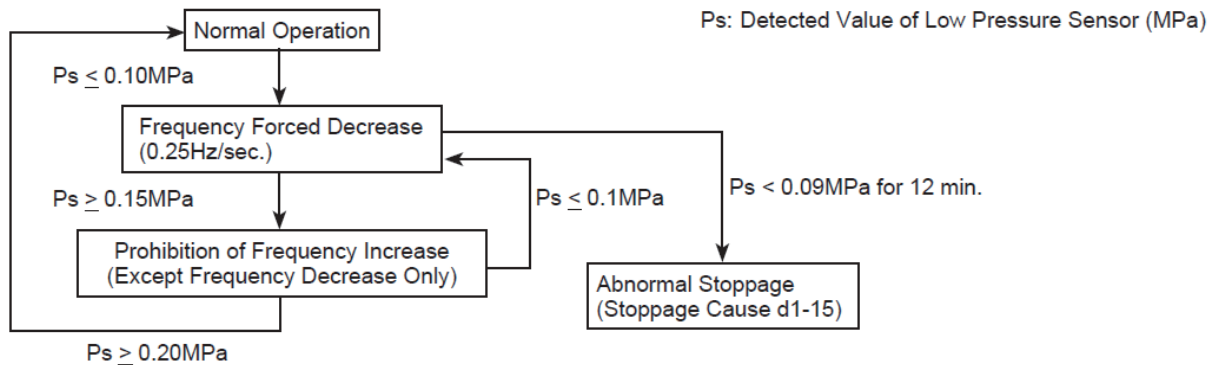 Ps: Detected Value of Low Pressure Sensor (MPa)
Normal Operation
Ps ≤ 0.10MPa
Frequency Forced Decrease
(0.25Hz/sec.)
Ps ≥ 0.15MPa
Ps ≤ 0.1MPa
Ps < 0.09MPa for 12 min.
Prohibition of Frequency Increase
(Except Frequency Decrease Only)
Abnormal Stoppage
(Stoppage Cause d1-15)
Ps ≥ 0.20MPa